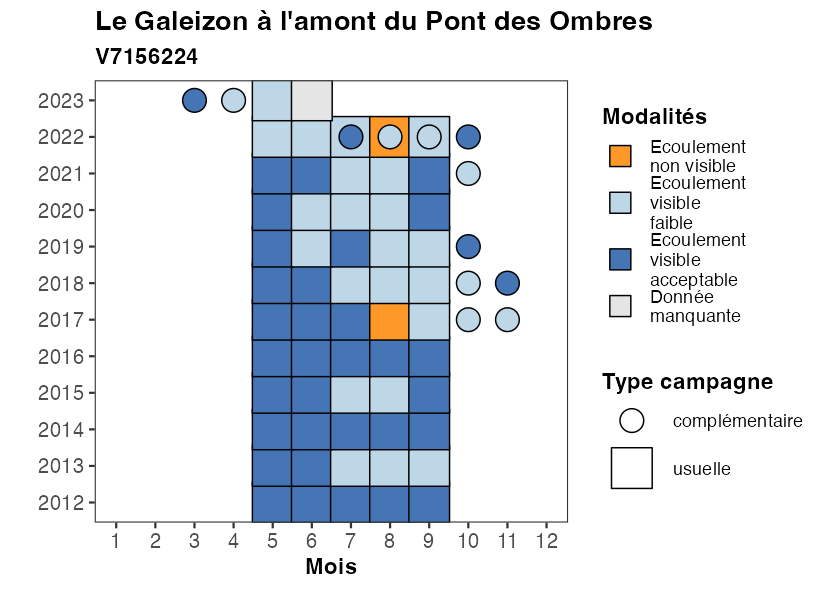 Le Galeizon à l'amont du Pont des Ombres
V7156224
2023
2022
2021
2020
2019
2018
2017
2016
2015
2014
2013
2012
1 2 3 4 5 6 7 8 9 10 11 12
Mois
Modalités
Ecoulement
non visible
Ecoulement
visible
faible
Ecoulement
visible
acceptable
Donnée
manquante
Type campagne
complémentaire
usuelle